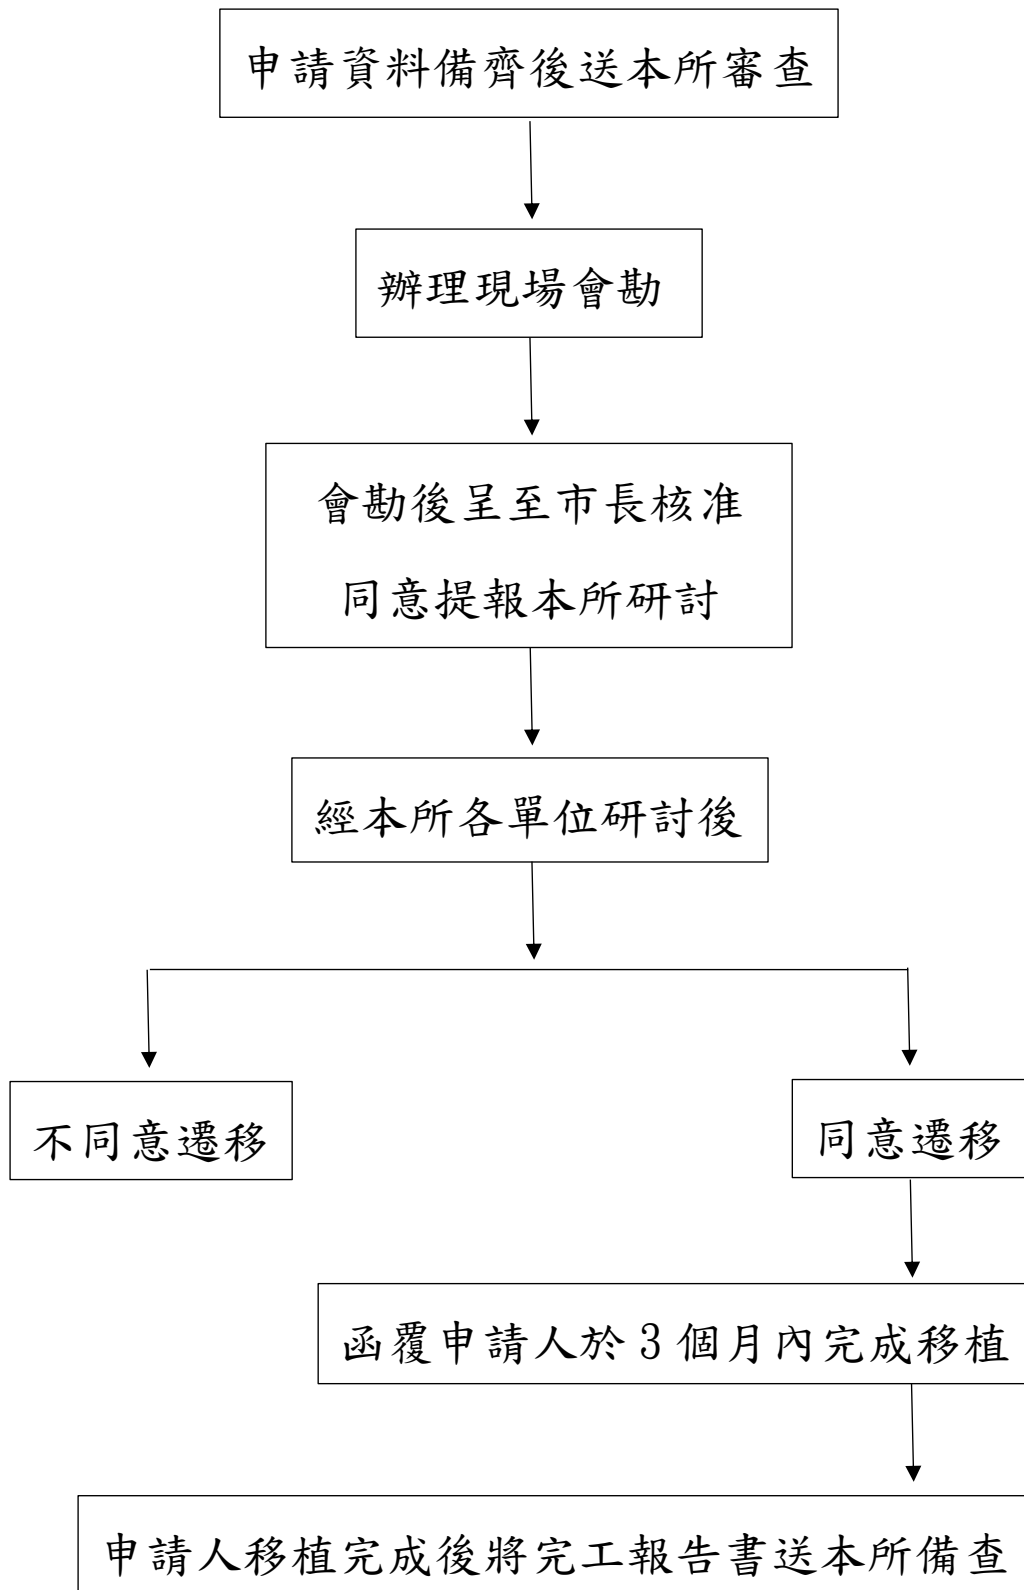 申請資料備齊後送本所審查
辦理現場會勘
會勘後呈至市長核准
同意提報本所研討
經本所各單位研討後
不同意遷移
同意遷移
函覆申請人於3個月內完成移植
申請人移植完成後將完工報告書送本所備查